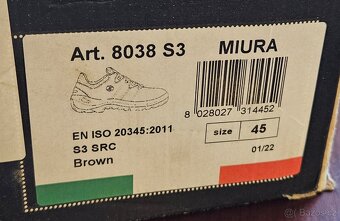 Art. 8038 S3 MIURA
8 028027 314452
EN ISO 20345:2011
S3 SRC
Brown
size 45
01/22